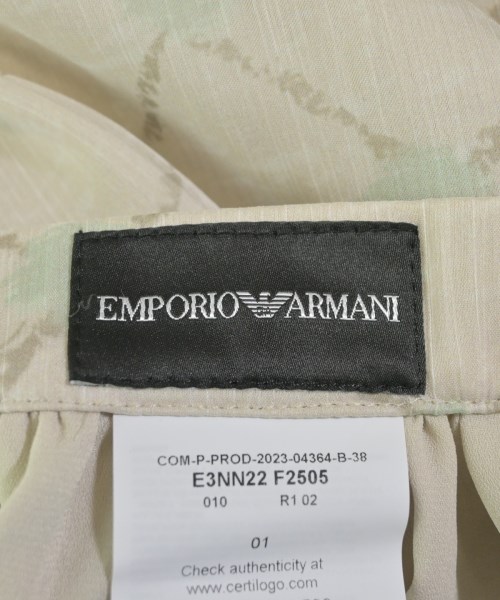 EMPORIO ARMANI
COM-P-PROD-2023-04364-B-38
E3NN22 F2505
010 R1 02
01
Check authenticity at
www.certilogo.com